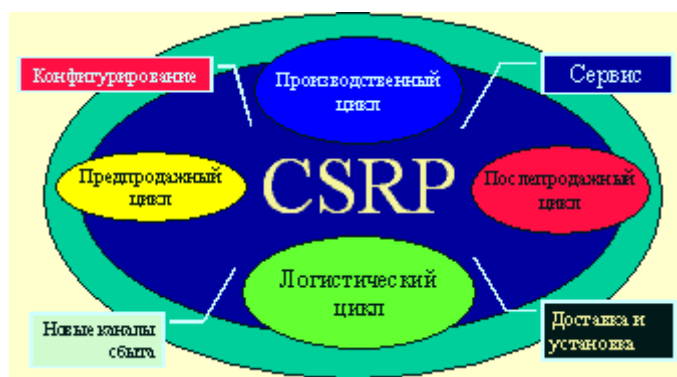 Конфигурирование
Производственный
цикл
Сервис
Предпродажный
цикл
CSRP
Послепродажный
цикл
Логистический
цикл
Новые каналы
сбыта
Доставка и
установка